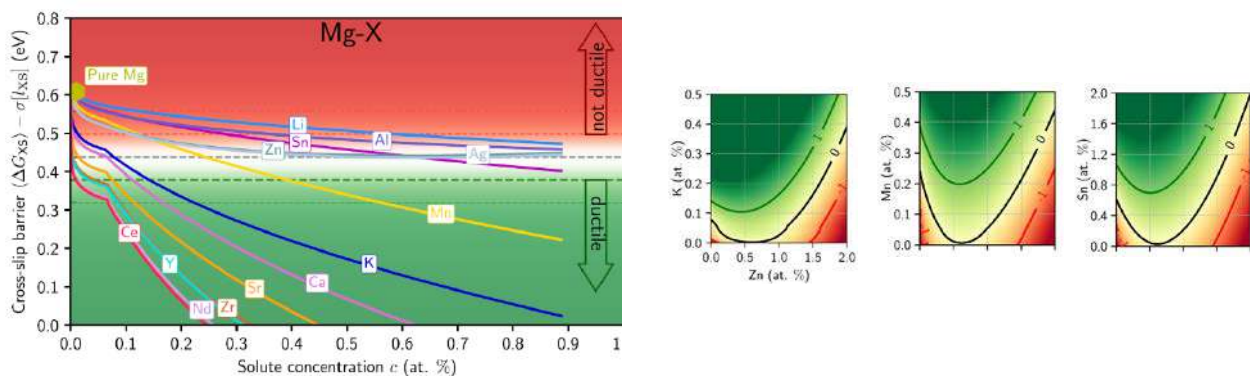 Mg-X
Cross-slip barrier ⟨ΔG_XS⟩ − σ[l_XS] (eV)
0.8
0.7
0.6
0.5
0.4
0.3
0.2
0.1
0.0
Pure Mg
Li
Al
Sn
Zn
Ag
Mn
K
Ca
Sr
Zr
Nd
Y
Ce
not ductile
ductile
0.0 0.1 0.2 0.3 0.4 0.5 0.6 0.7 0.8 0.9 1
Solute concentration c (at. %)
K (at. %)
0.5
0.4
0.3
0.2
0.1
0.0
1
0
0.0 0.5 1.0 1.5 2.0
Zn (at. %)
Mn (at. %)
0.5
0.4
0.3
0.2
0.1
0.0
1
0
Sn (at. %)
2.0
1.6
1.2
0.8
0.4
0.0
1
0